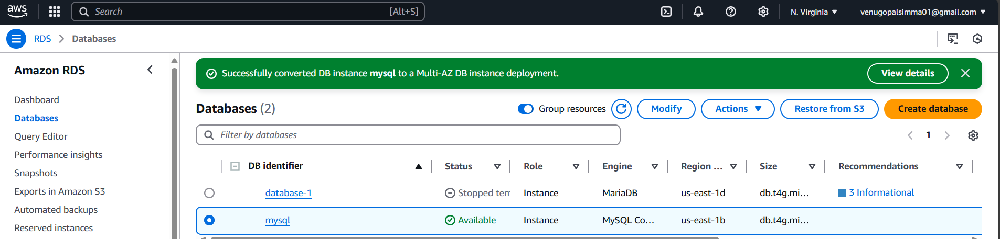 aws Search [Alt+S] N. Virginia venugopalsimma01@gmail.com
RDS Databases
Amazon RDS
Dashboard
Databases
Query Editor
Performance insights
Snapshots
Exports in Amazon S3
Automated backups
Reserved instances
Successfully converted DB instance mysql to a Multi-AZ DB instance deployment. View details
Databases (2) Group resources Modify Actions Restore from S3 Create database
Filter by databases 1
DB identifier Status Role Engine Region ... Size Recommendations
database-1 Stopped tem Instance MariaDB us-east-1d db.t4g.mi... 3 Informational
mysql Available Instance MySQL Co... us-east-1b db.t4g.mi...